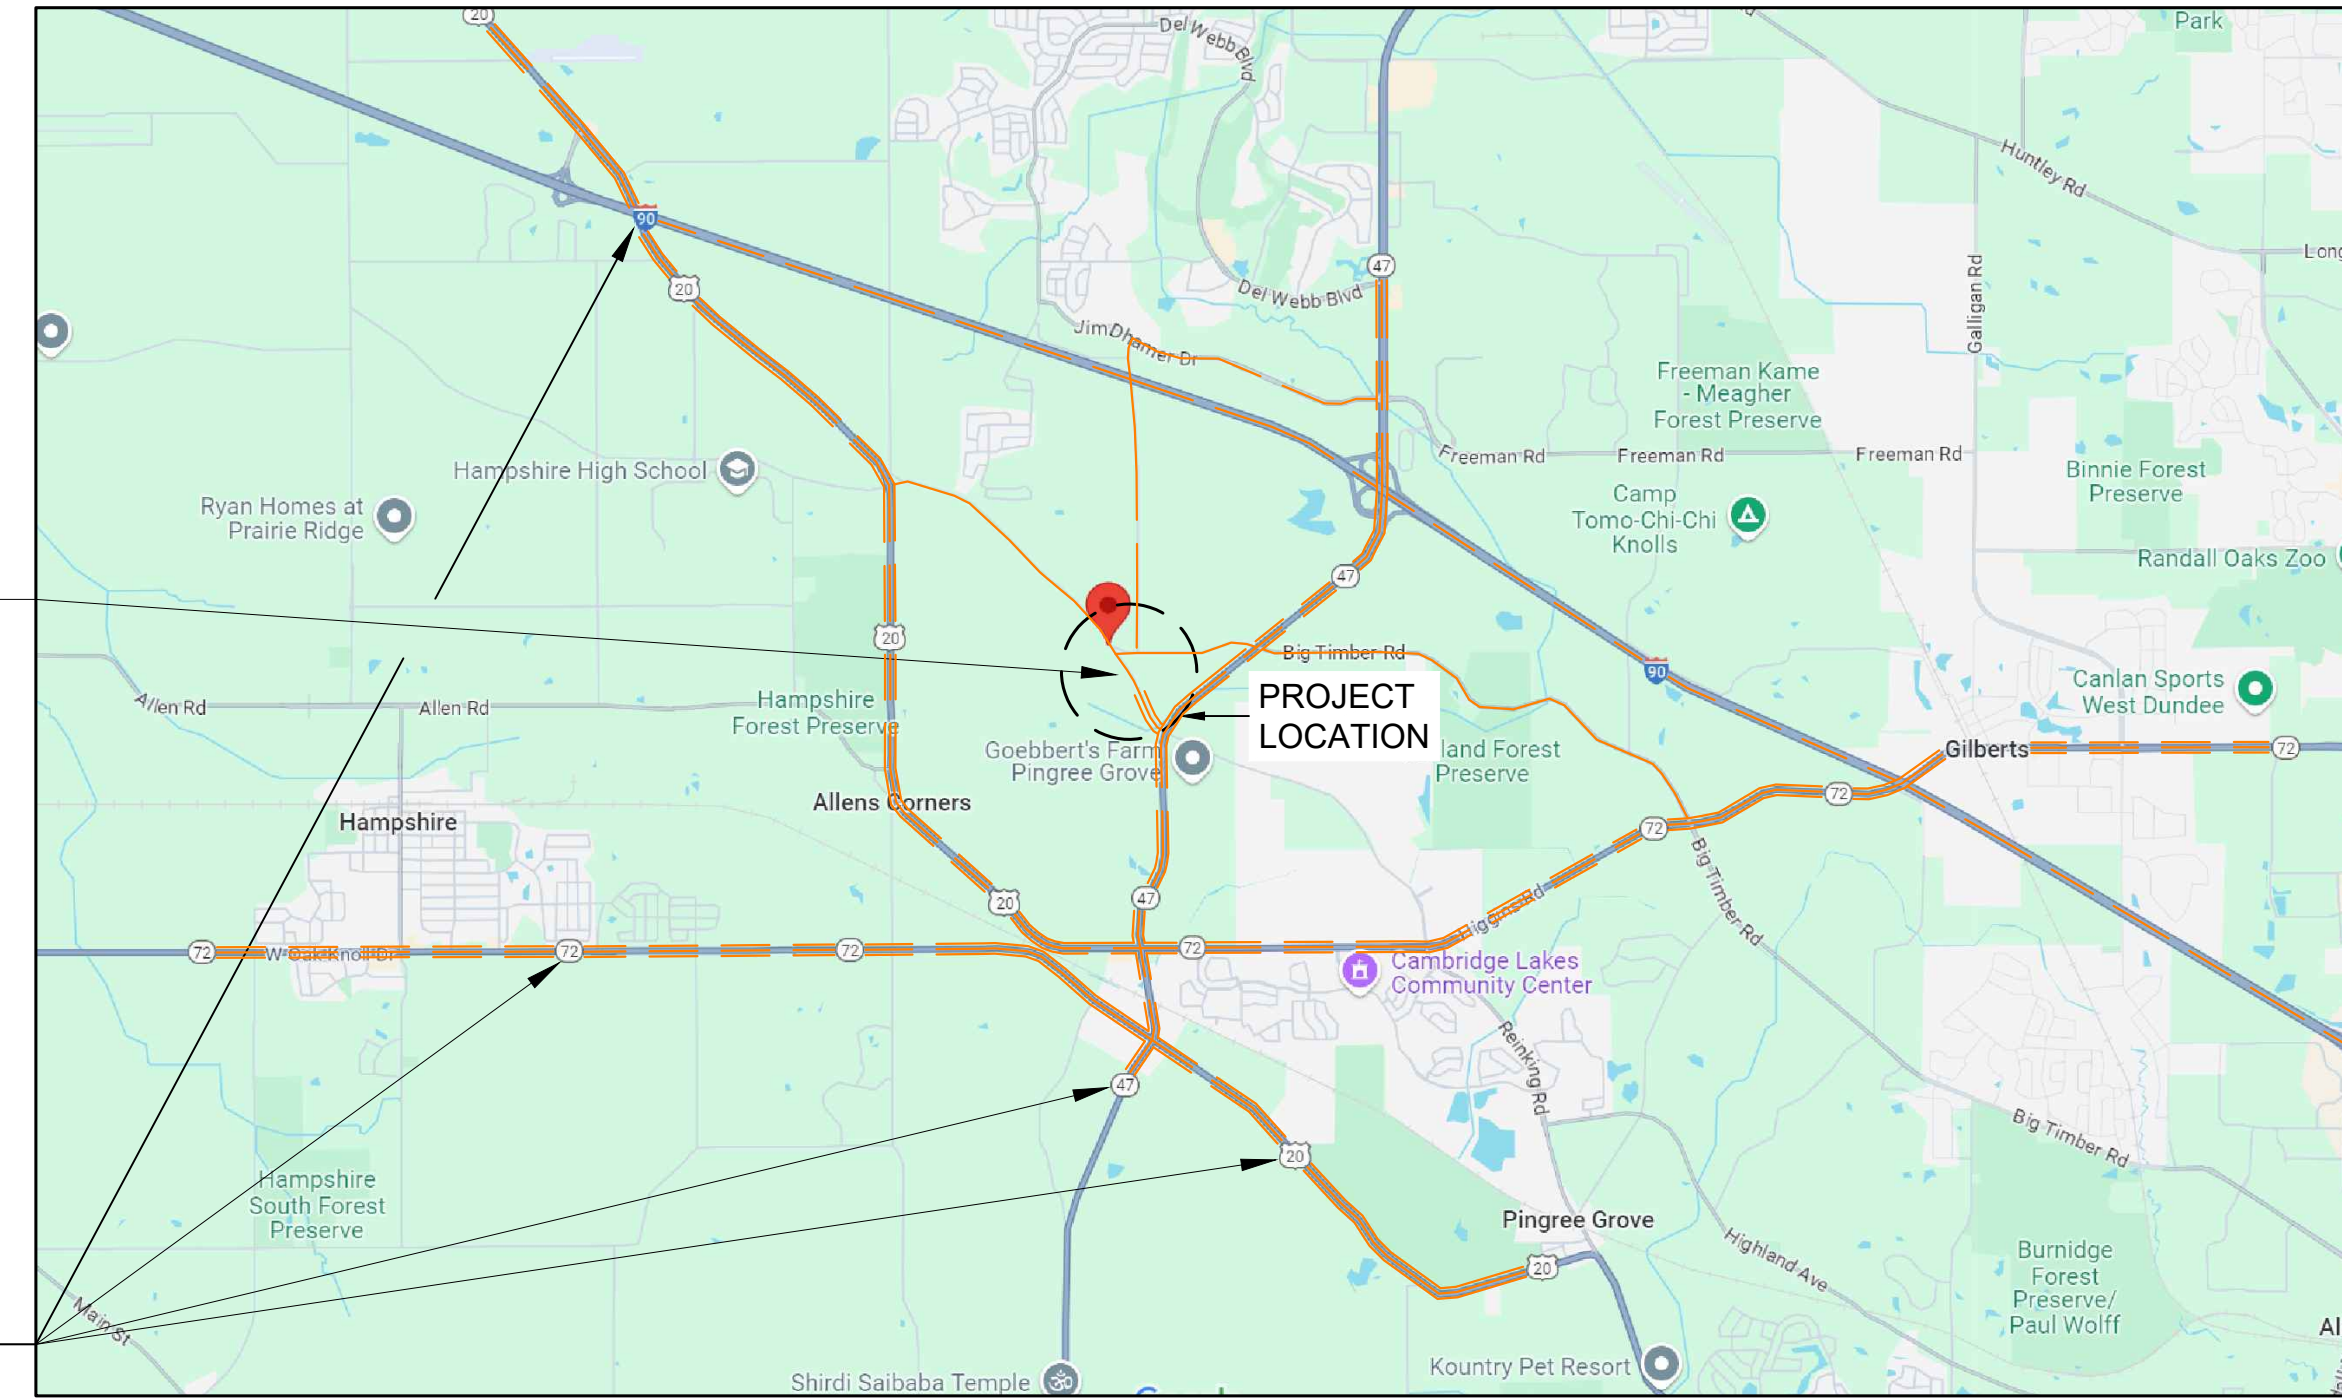 20
Del Webb Blvd
Park
Huntley Rd
90
47
Long
20
Del Webb Blvd
Galligan Rd
Jim Dhamer Dr
Freeman Kame
- Meagher
Forest Preserve
Freeman Rd
Freeman Rd
Freeman Rd
Hampshire High School
Binnie Forest
Preserve
Ryan Homes at
Prairie Ridge
Camp
Tomo-Chi-Chi
Knolls
Randall Oaks Zoo
47
20
Big Timber Rd
90
Canlan Sports
West Dundee
Allen Rd
Allen Rd
Hampshire
Forest Preserve
PROJECT
LOCATION
Goebbert's Farm
Pingree Grove
land Forest
Preserve
Gilberts
72
72
Allens Corners
Hampshire
72
Big Timber Rd
20
47
Higgins Rd
72
W Oak Knoll Dr
72
72
72
Cambridge Lakes
Community Center
Reinking Rd
47
Big Timber Rd
20
Hampshire
South Forest
Preserve
Pingree Grove
Highland Ave
20
Burnidge
Forest
Preserve/
Paul Wolff
Main St
Al
Kountry Pet Resort
Shirdi Saibaba Temple